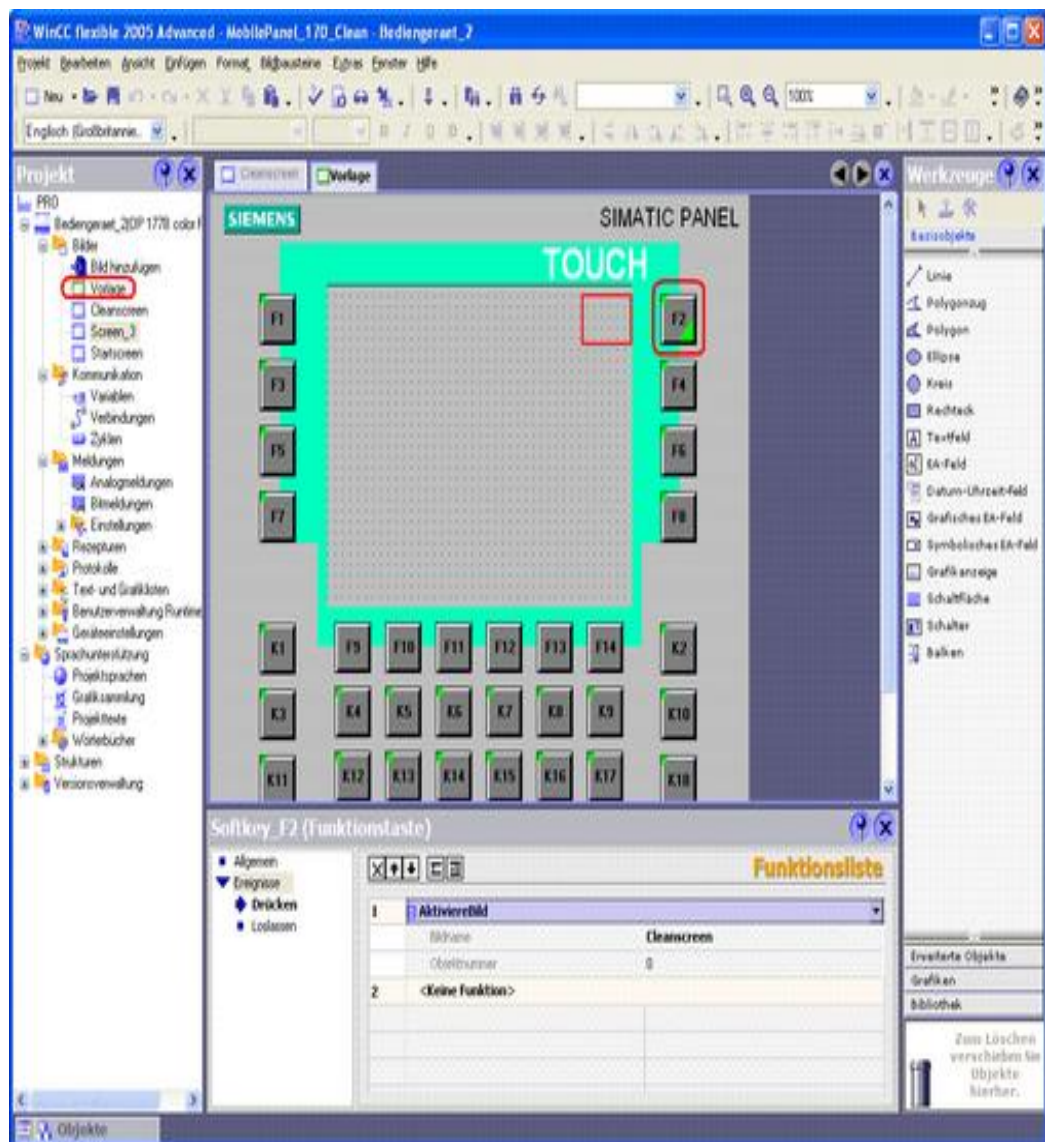 WinCC flexible 2005 Advanced - MobilePanel_170_Clean - Bediengeraet_2
Projekt Bearbeiten Ansicht Einfügen Format Bildbausteine Extras Fenster Hilfe
Neu
100%
Englisch (Großbritannie..
Projekt
PRO
Bediengeraet_2(OP 177B color
Bilder
Bild hinzufügen
Vorlage
Cleanscreen
Screen_3
Startscreen
Kommunikation
Variablen
Verbindungen
Zyklen
Meldungen
Analogmeldungen
Bitmeldungen
Einstellungen
Rezepturen
Protokolle
Text- und Grafiklisten
Benutzerverwaltung Runtime
Geräteeinstellungen
Sprachunterstützung
Projektsprachen
Grafiksammlung
Projekttexte
Wörterbücher
Strukturen
Versionsverwaltung
Objekte
Cleanscreen
Vorlage
SIEMENS
SIMATIC PANEL
TOUCH
F1
F2
F3
F4
F5
F6
F7
F8
K1 F9 F10 F11 F12 F13 F14 K2
K3 K4 K5 K6 K7 K8 K9 K10
K11 K12 K13 K14 K15 K16 K17 K18
Softkey_F2 (Funktionstaste)
Allgemein
Ereignisse
Drücken
Loslassen
Funktionsliste
1 AktiviereBild
Bildname Cleanscreen
Objektnummer 0
2 <Keine Funktion>
Werkzeuge
Basisobjekte
Linie
Polygonzug
Polygon
Ellipse
Kreis
Rechteck
Textfeld
EA-Feld
Datum-Uhrzeit-Feld
Grafisches EA-Feld
Symbolisches EA-Feld
Grafikanzeige
Schaltfläche
Schalter
Balken
Erweiterte Objekte
Grafiken
Bibliothek
Zum Löschen
verschieben Sie
Objekte
hierher.